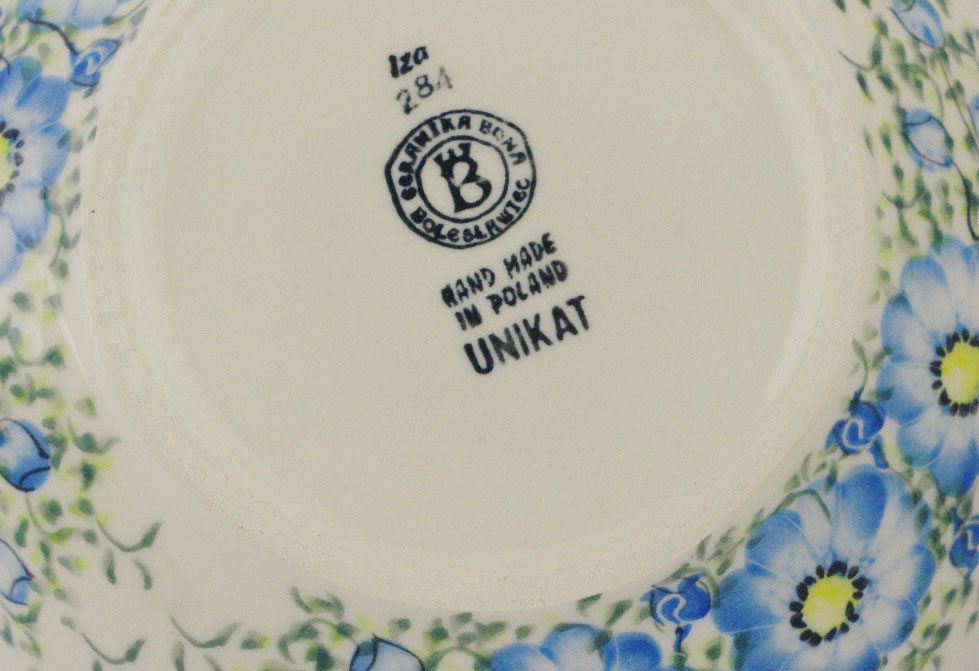 Iza
284
CERAMIKA BONA
B
BOLESŁAWIEC
HAND MADE
IN POLAND
UNIKAT